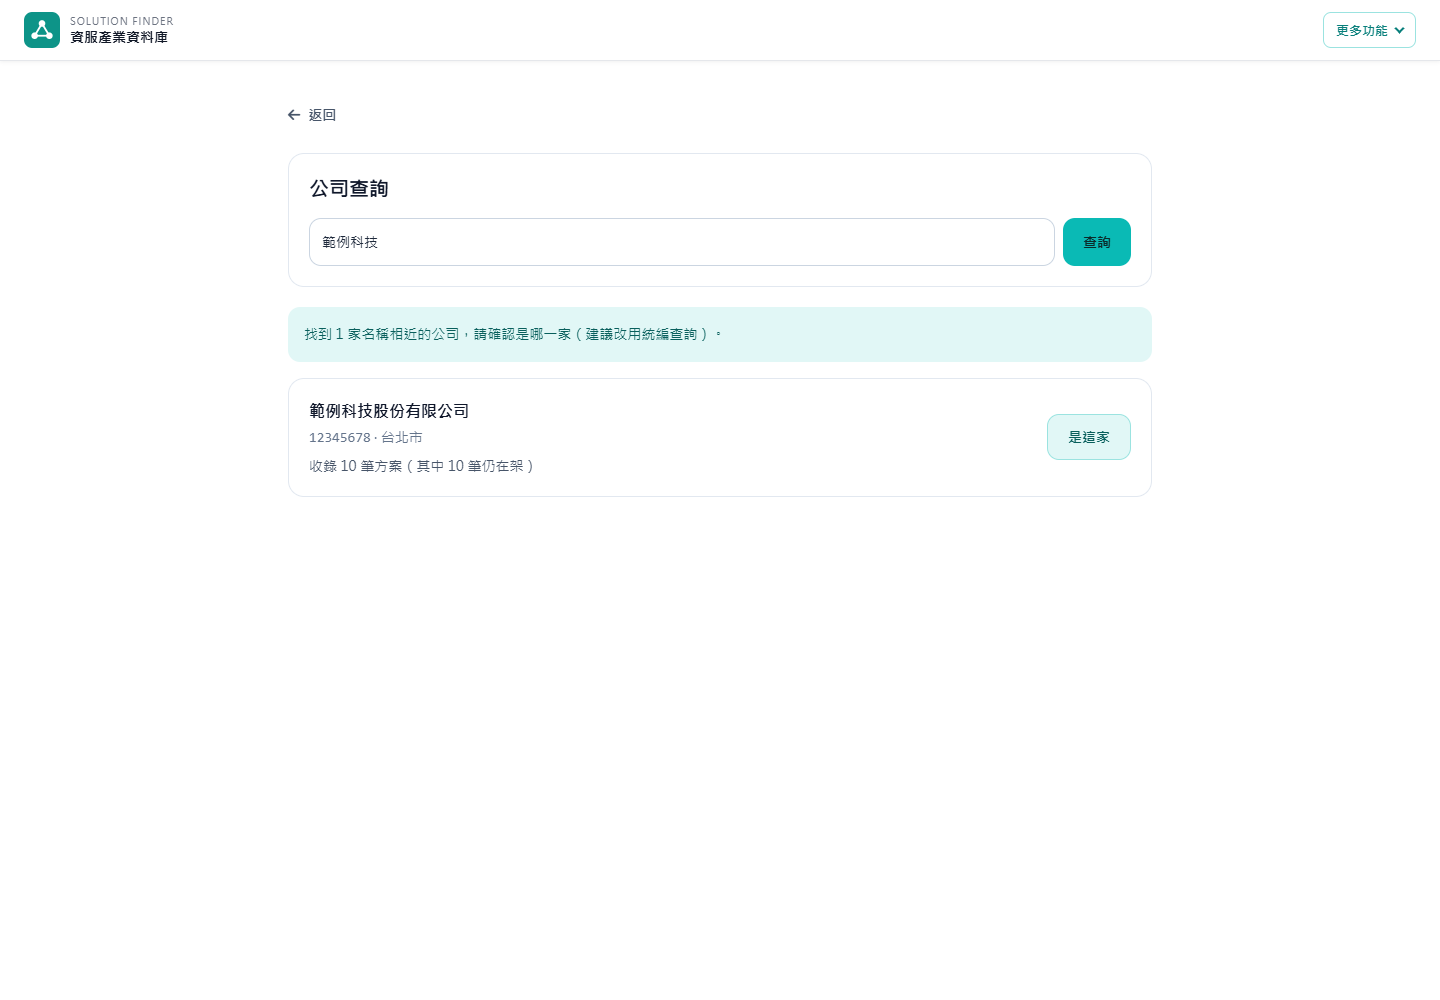 SOLUTION FINDER
資服產業資料庫
更多功能
返回
公司查詢
範例科技
查詢
找到 1 家名稱相近的公司，請確認是哪一家（建議改用統編查詢）。
範例科技股份有限公司
12345678 · 台北市
收錄 10 筆方案（其中 10 筆仍在架）
是這家